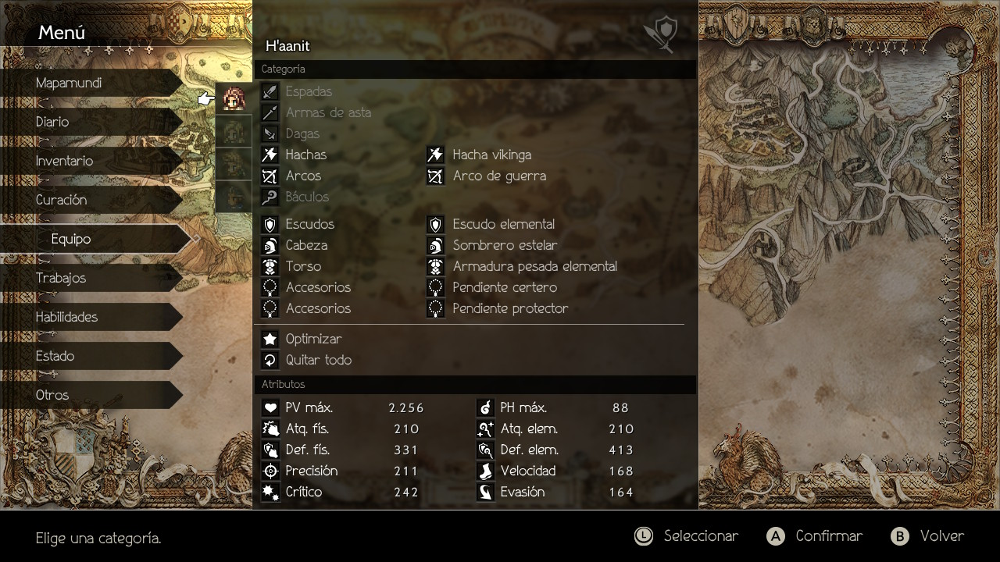 Menú
Mapamundi
Diario
Inventario
Curación
Equipo
Trabajos
Habilidades
Estado
Otros
H'aanit
Categoría
Espadas
Armas de asta
Dagas
Hachas Hacha vikinga
Arcos Arco de guerra
Báculos
Escudos Escudo elemental
Cabeza Sombrero estelar
Torso Armadura pesada elemental
Accesorios Pendiente certero
Accesorios Pendiente protector
Optimizar
Quitar todo
Atributos
PV máx. 2.256 PH máx. 88
Atq. fís. 210 Atq. elem. 210
Def. fís. 331 Def. elem. 413
Precisión 211 Velocidad 168
Crítico 242 Evasión 164
Elige una categoría. L Seleccionar A Confirmar B Volver